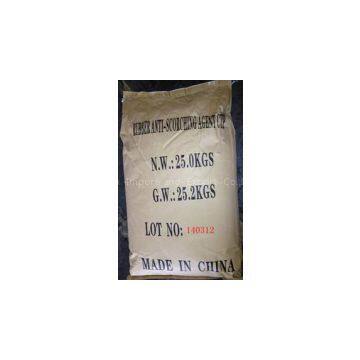 RUBBER ANTI-SCORCHING AGENT CTP
N.W.:25.0KGS
G.W.:25.2KGS
LOT NO: 140312
MADE IN CHINA